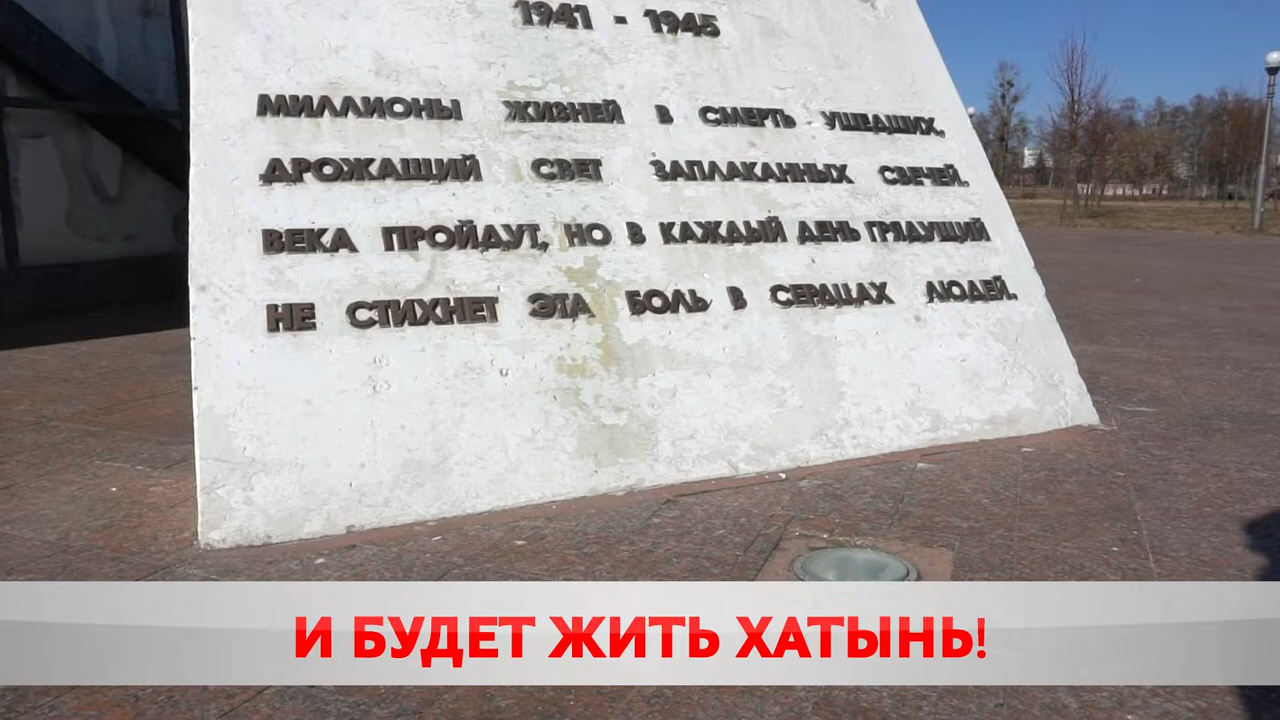 1941 - 1945
МИЛЛИОНЫ ЖИЗНЕЙ В СМЕРТЬ УШЕДШИХ,
ДРОЖАЩИЙ СВЕТ ЗАПЛАКАННЫХ СВЕЧЕЙ.
ВЕКА ПРОЙДУТ, НО В КАЖДЫЙ ДЕНЬ ГРЯДУЩИЙ
НЕ СТИХНЕТ ЭТА БОЛЬ В СЕРДЦАХ ЛЮДЕЙ.
И БУДЕТ ЖИТЬ ХАТЫНЬ!